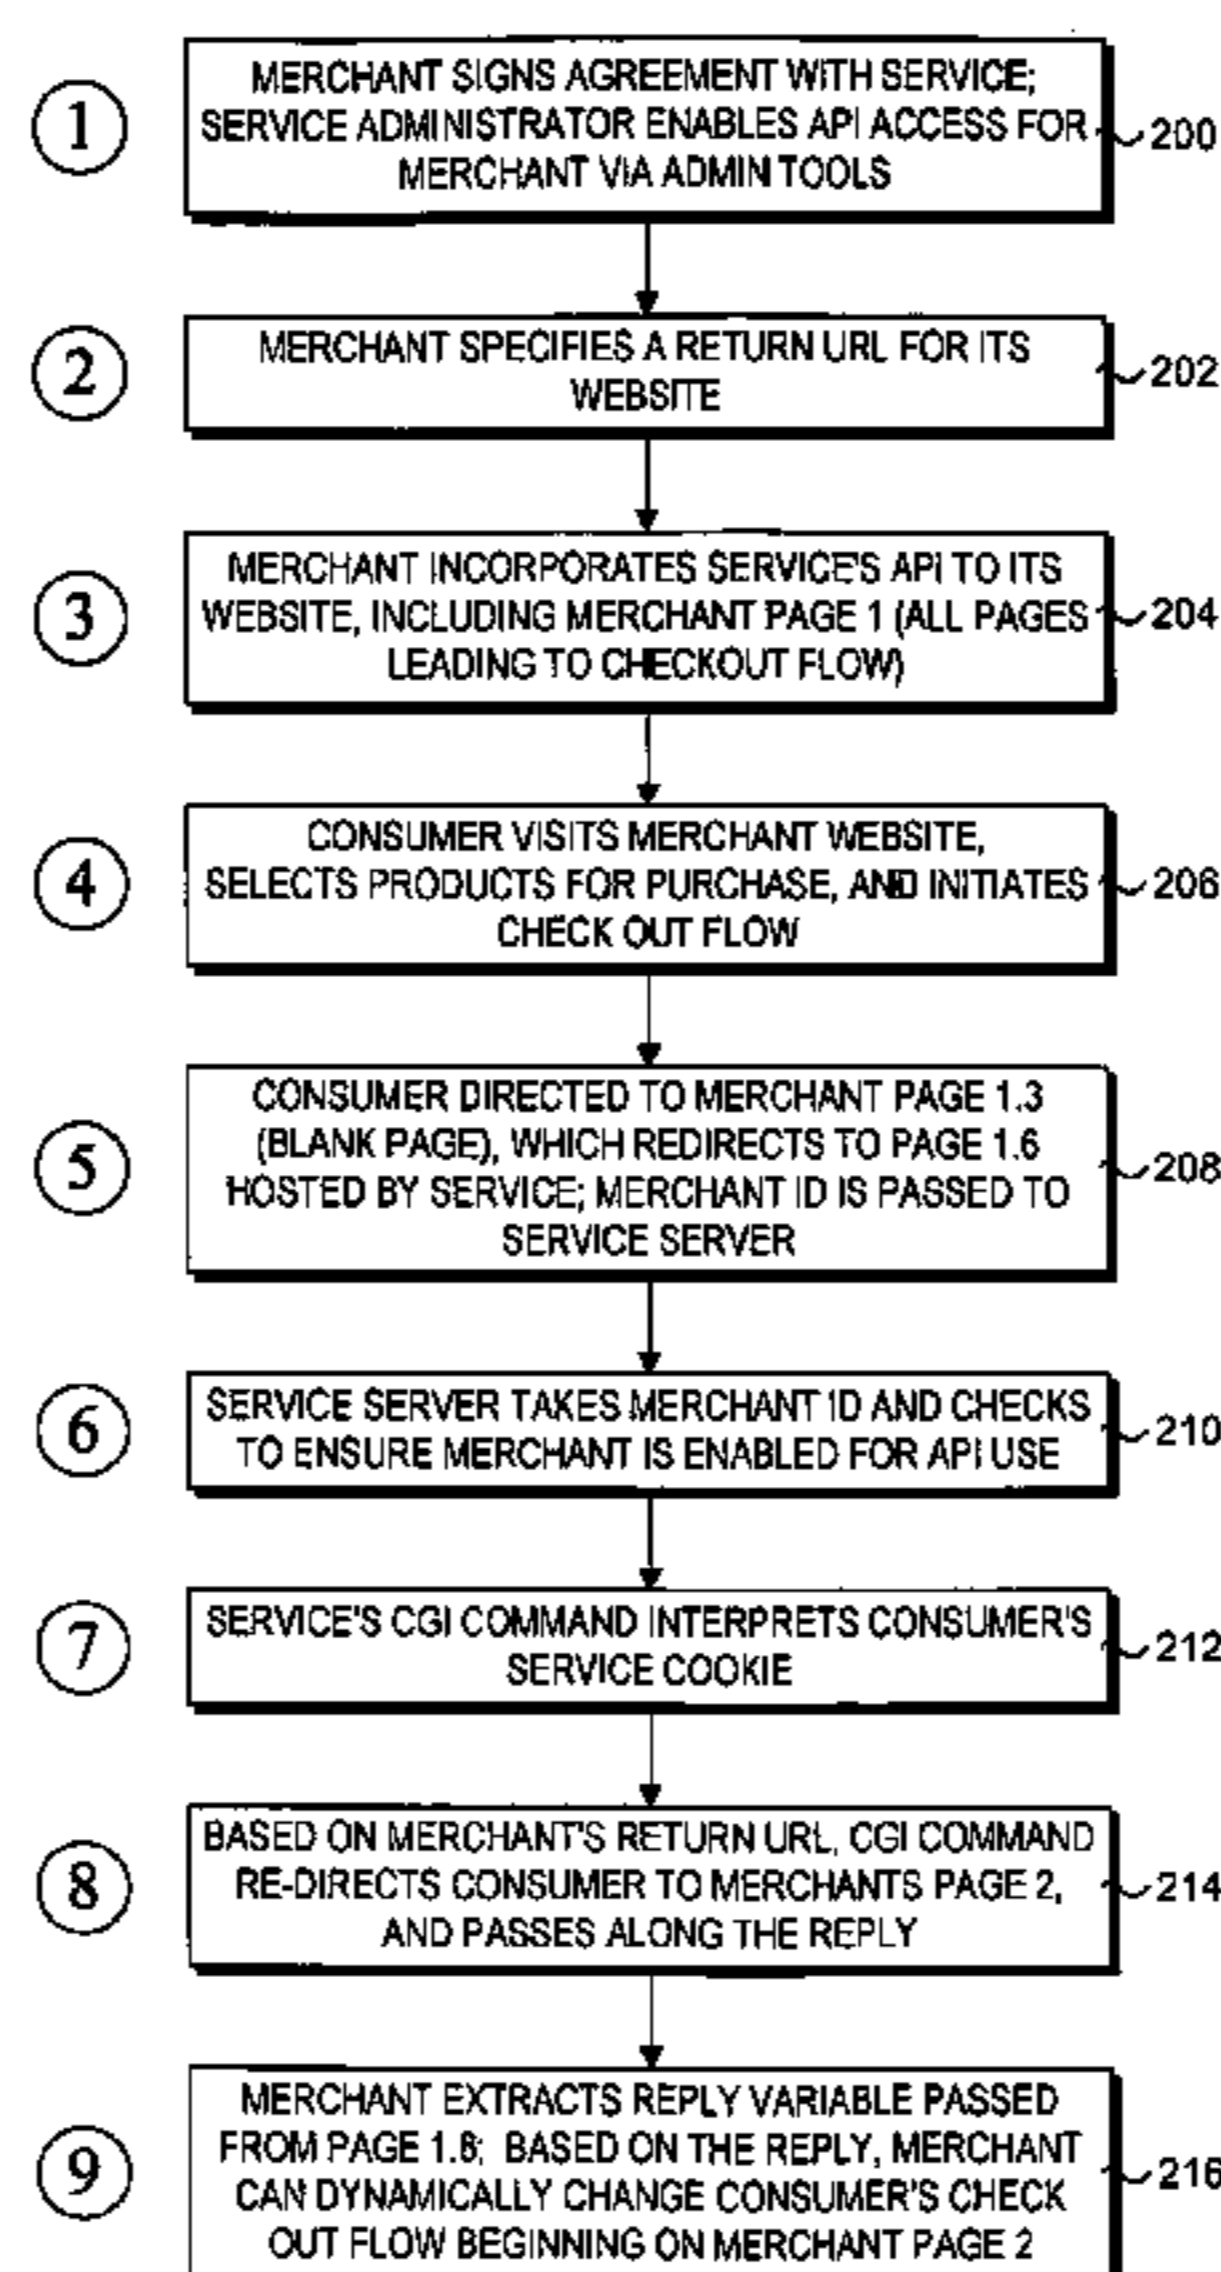 1
MERCHANT SIGNS AGREEMENT WITH SERVICE;
SERVICE ADMINISTRATOR ENABLES API ACCESS FOR
MERCHANT VIA ADMIN TOOLS
200
2
MERCHANT SPECIFIES A RETURN URL FOR ITS
WEBSITE
202
3
MERCHANT INCORPORATES SERVICE'S API TO ITS
WEBSITE, INCLUDING MERCHANT PAGE 1 (ALL PAGES
LEADING TO CHECKOUT FLOW)
204
4
CONSUMER VISITS MERCHANT WEBSITE,
SELECTS PRODUCTS FOR PURCHASE, AND INITIATES
CHECK OUT FLOW
206
5
CONSUMER DIRECTED TO MERCHANT PAGE 1.3
(BLANK PAGE), WHICH REDIRECTS TO PAGE 1.6
HOSTED BY SERVICE; MERCHANT ID IS PASSED TO
SERVICE SERVER
208
6
SERVICE SERVER TAKES MERCHANT ID AND CHECKS
TO ENSURE MERCHANT IS ENABLED FOR API USE
210
7
SERVICE'S CGI COMMAND INTERPRETS CONSUMER'S
SERVICE COOKIE
212
8
BASED ON MERCHANT'S RETURN URL, CGI COMMAND
RE-DIRECTS CONSUMER TO MERCHANTS PAGE 2,
AND PASSES ALONG THE REPLY
214
9
MERCHANT EXTRACTS REPLY VARIABLE PASSED
FROM PAGE 1.6; BASED ON THE REPLY, MERCHANT
CAN DYNAMICALLY CHANGE CONSUMER'S CHECK
OUT FLOW BEGINNING ON MERCHANT PAGE 2
216